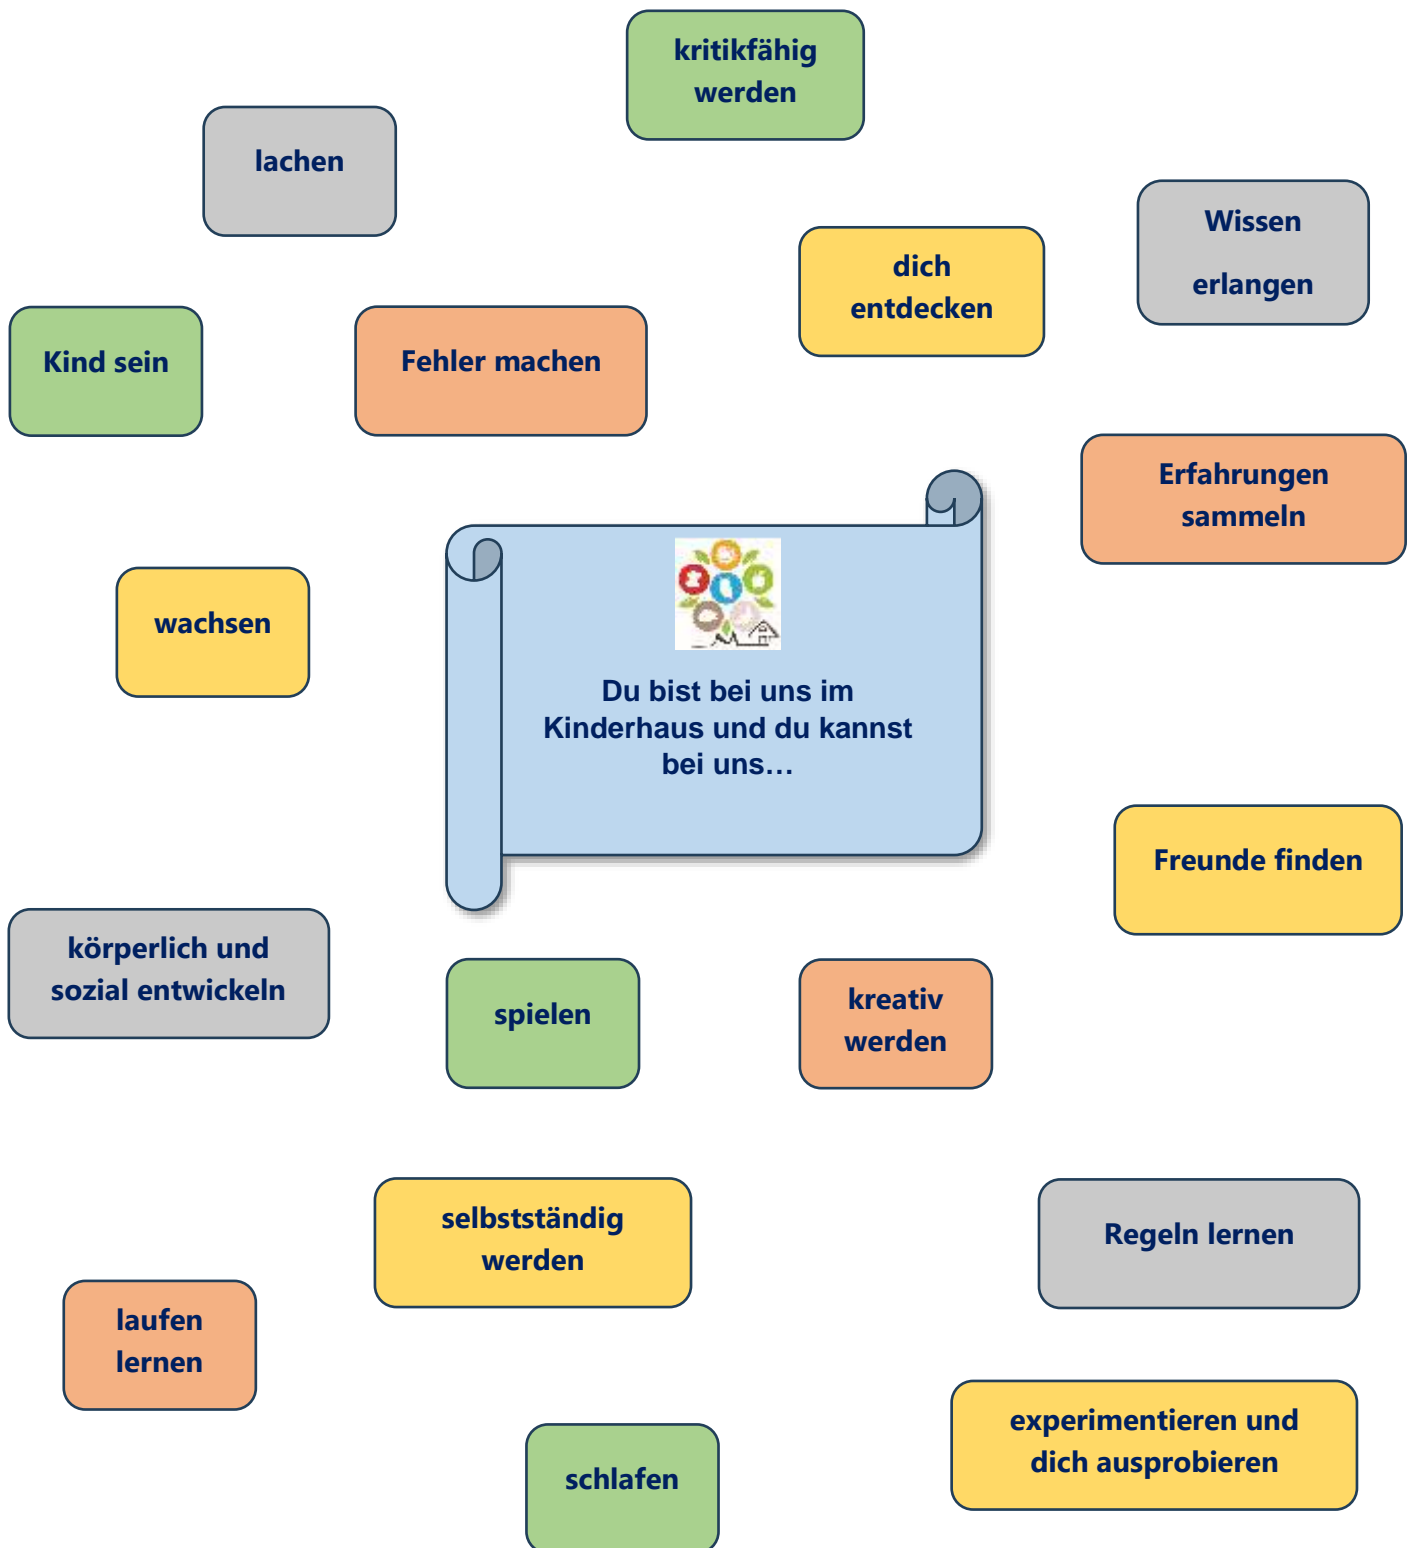 kritikfähig
werden
lachen
Wissen
erlangen
dich
entdecken
Kind sein
Fehler machen
Erfahrungen
sammeln
wachsen
Du bist bei uns im
Kinderhaus und du kannst
bei uns…
Freunde finden
körperlich und
sozial entwickeln
spielen
kreativ
werden
selbstständig
werden
Regeln lernen
laufen
lernen
experimentieren und
dich ausprobieren
schlafen